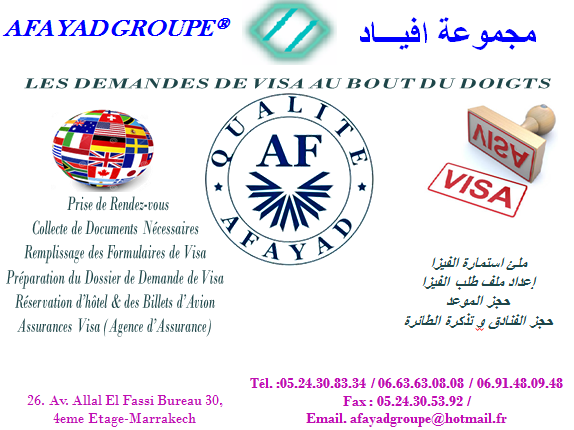 AFAYAD GROUPE®
مجموعة افيـــاد
LES DEMANDES DE VISA AU BOUT DU DOIGTS
QUALITE
AF
AFAYAD
VISA
VISA
Prise de Rendez-vous
Collecte de Documents Nécessaires
Remplissage des Formulaires de Visa
Préparation du Dossier de Demande de Visa
Réservation d'hôtel & des Billets d'Avion
Assurances Visa (Agence d'Assurance)
ملئ استمارة الفيزا
إعداد ملف طلب الفيزا
حجز الموعد
حجز الفنادق و تذكرة الطائرة
26. Av. Allal El Fassi Bureau 30,
4eme Etage-Marrakech
Tél. :05.24.30.83.34 / 06.63.63.08.08 / 06.91.48.09.48
Fax : 05.24.30.53.92 /
Email. afayadgroupe@hotmail.fr